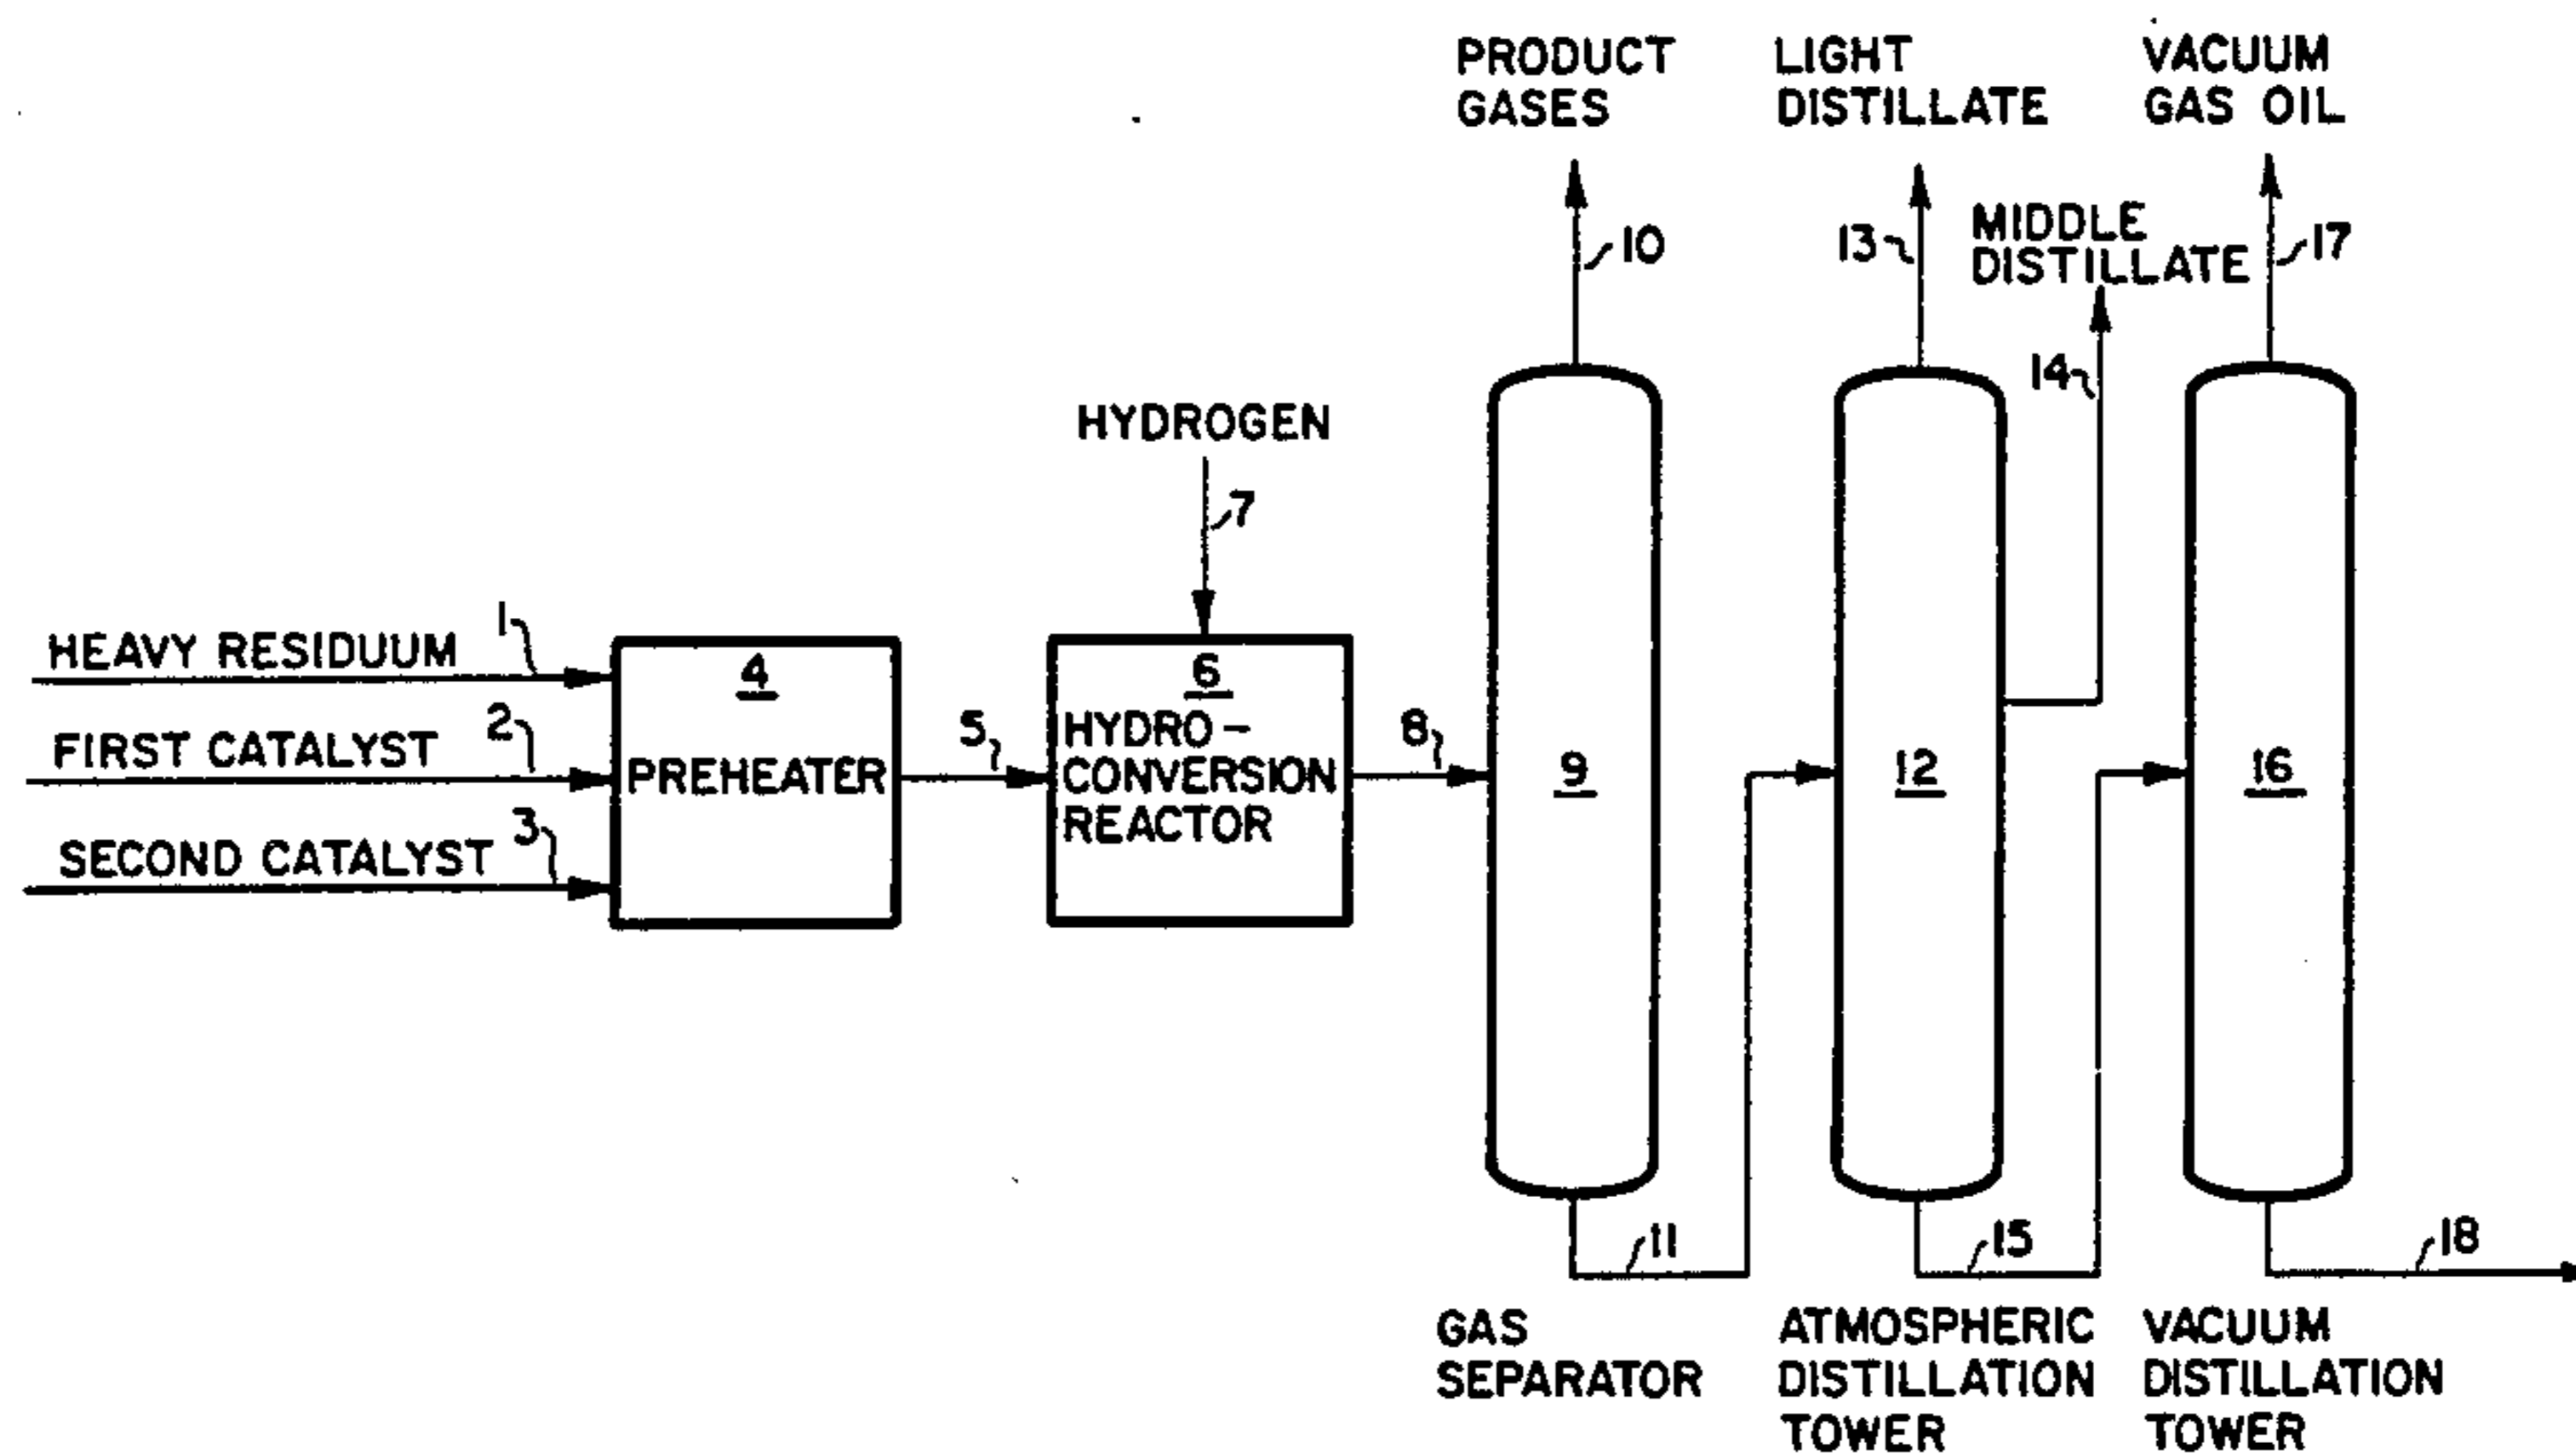 PRODUCT
GASES
LIGHT
DISTILLATE
VACUUM
GAS OIL
10
13
MIDDLE
DISTILLATE
17
14
HYDROGEN
7
HEAVY RESIDUUM
1
FIRST CATALYST
2
SECOND CATALYST
3
4
PREHEATER
5
6
HYDRO-
CONVERSION
REACTOR
8
9
12
16
11
15
18
GAS
SEPARATOR
ATMOSPHERIC
DISTILLATION
TOWER
VACUUM
DISTILLATION
TOWER